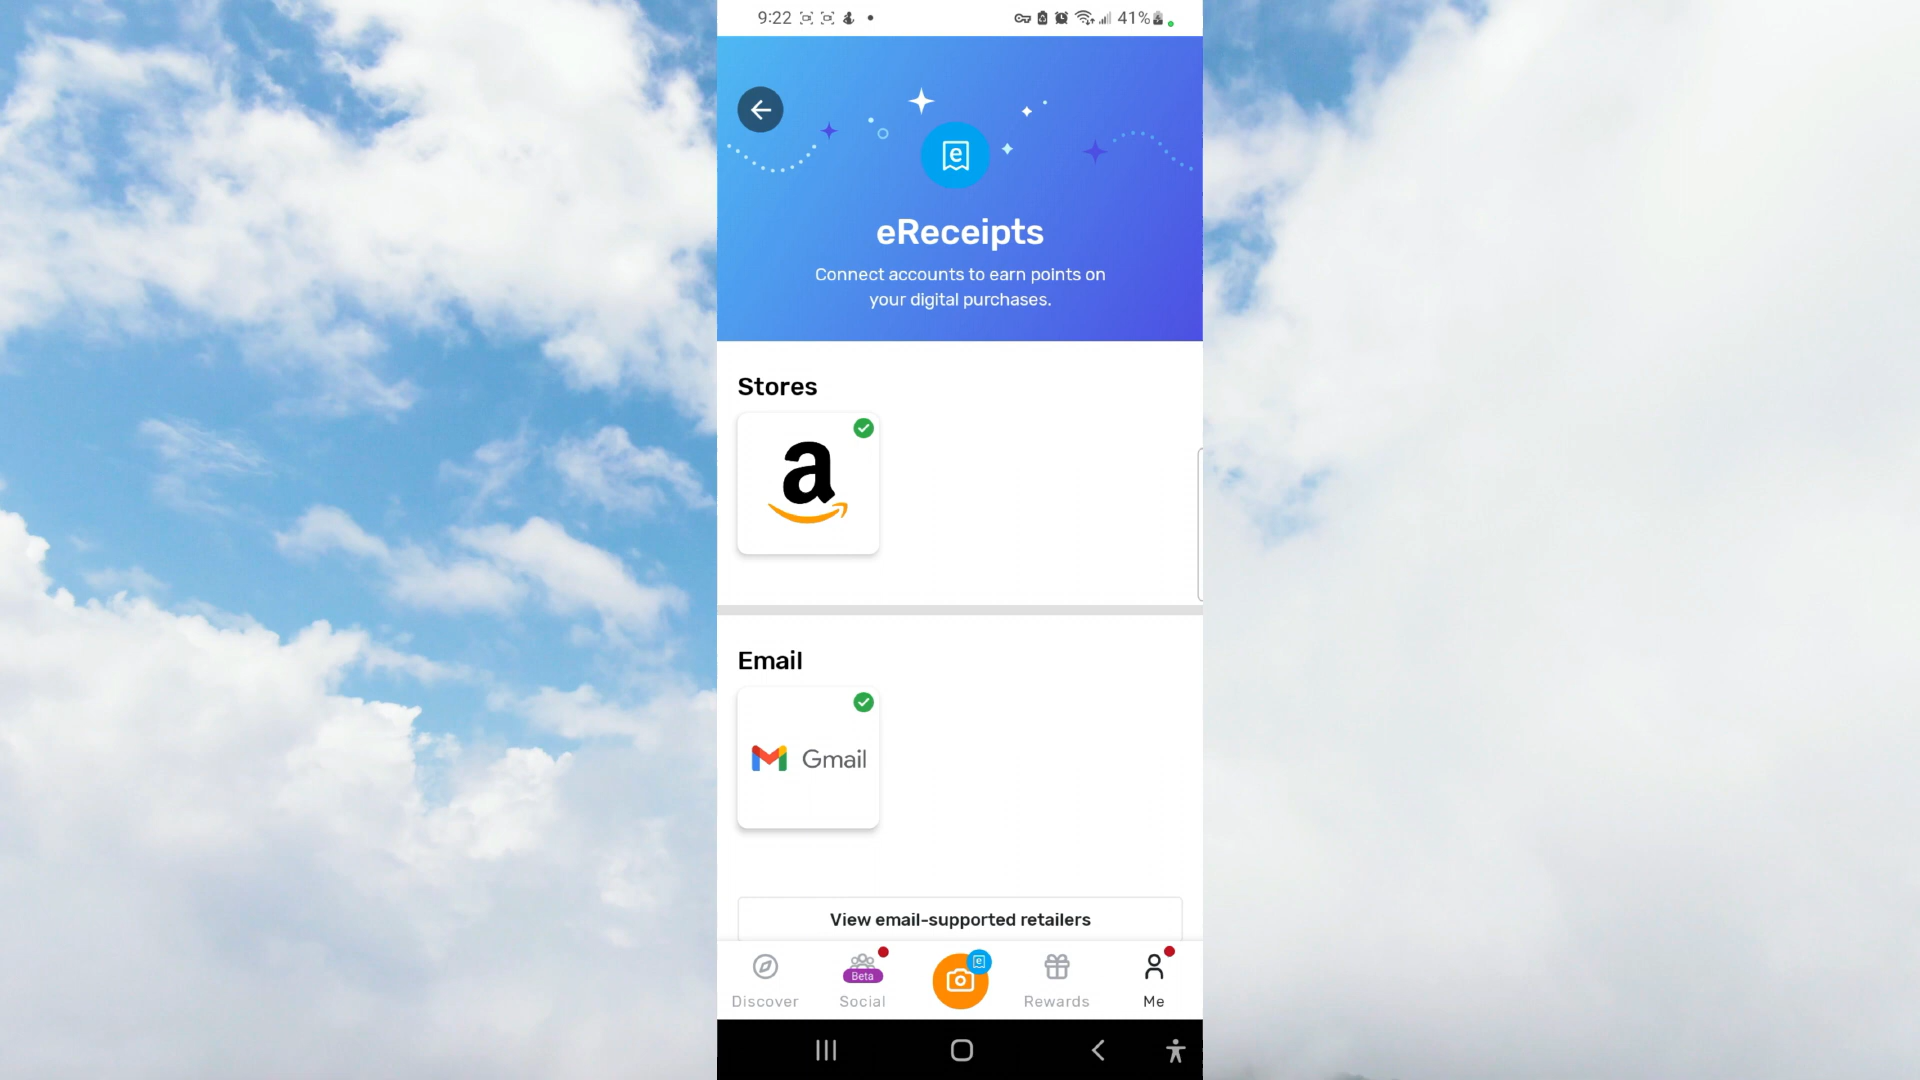 9:22
41%
eReceipts
Connect accounts to earn points on
your digital purchases.
Stores
a
Email
Gmail
View email-supported retailers
Discover
Beta
Social
Rewards
Me